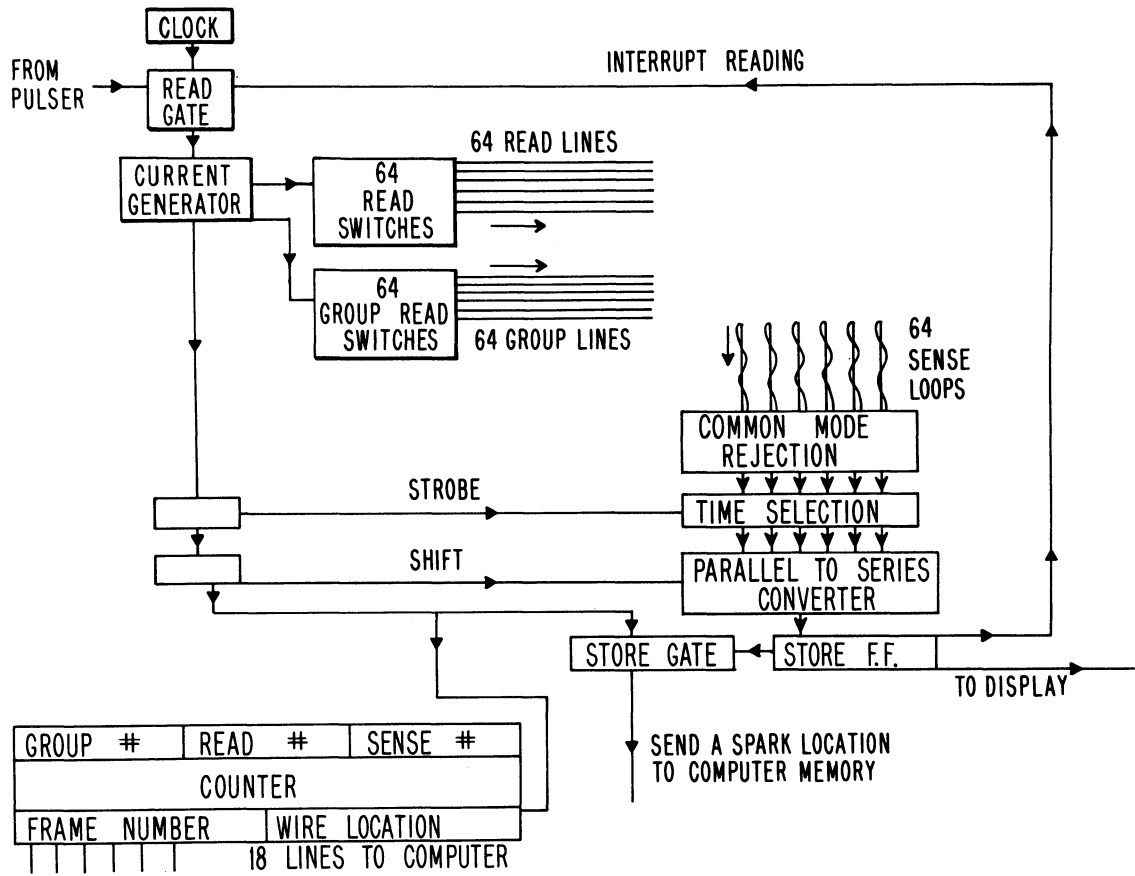 CLOCK
FROM
PULSER
READ
GATE
INTERRUPT READING
CURRENT
GENERATOR
64
READ
SWITCHES
64 READ LINES
64
GROUP READ
SWITCHES
64 GROUP LINES
64
SENSE
LOOPS
COMMON MODE
REJECTION
STROBE
TIME SELECTION
SHIFT
PARALLEL TO SERIES
CONVERTER
STORE GATE
STORE F.F.
TO DISPLAY
SEND A SPARK LOCATION
TO COMPUTER MEMORY
GROUP #
READ #
SENSE #
COUNTER
FRAME NUMBER
WIRE LOCATION
18 LINES TO COMPUTER